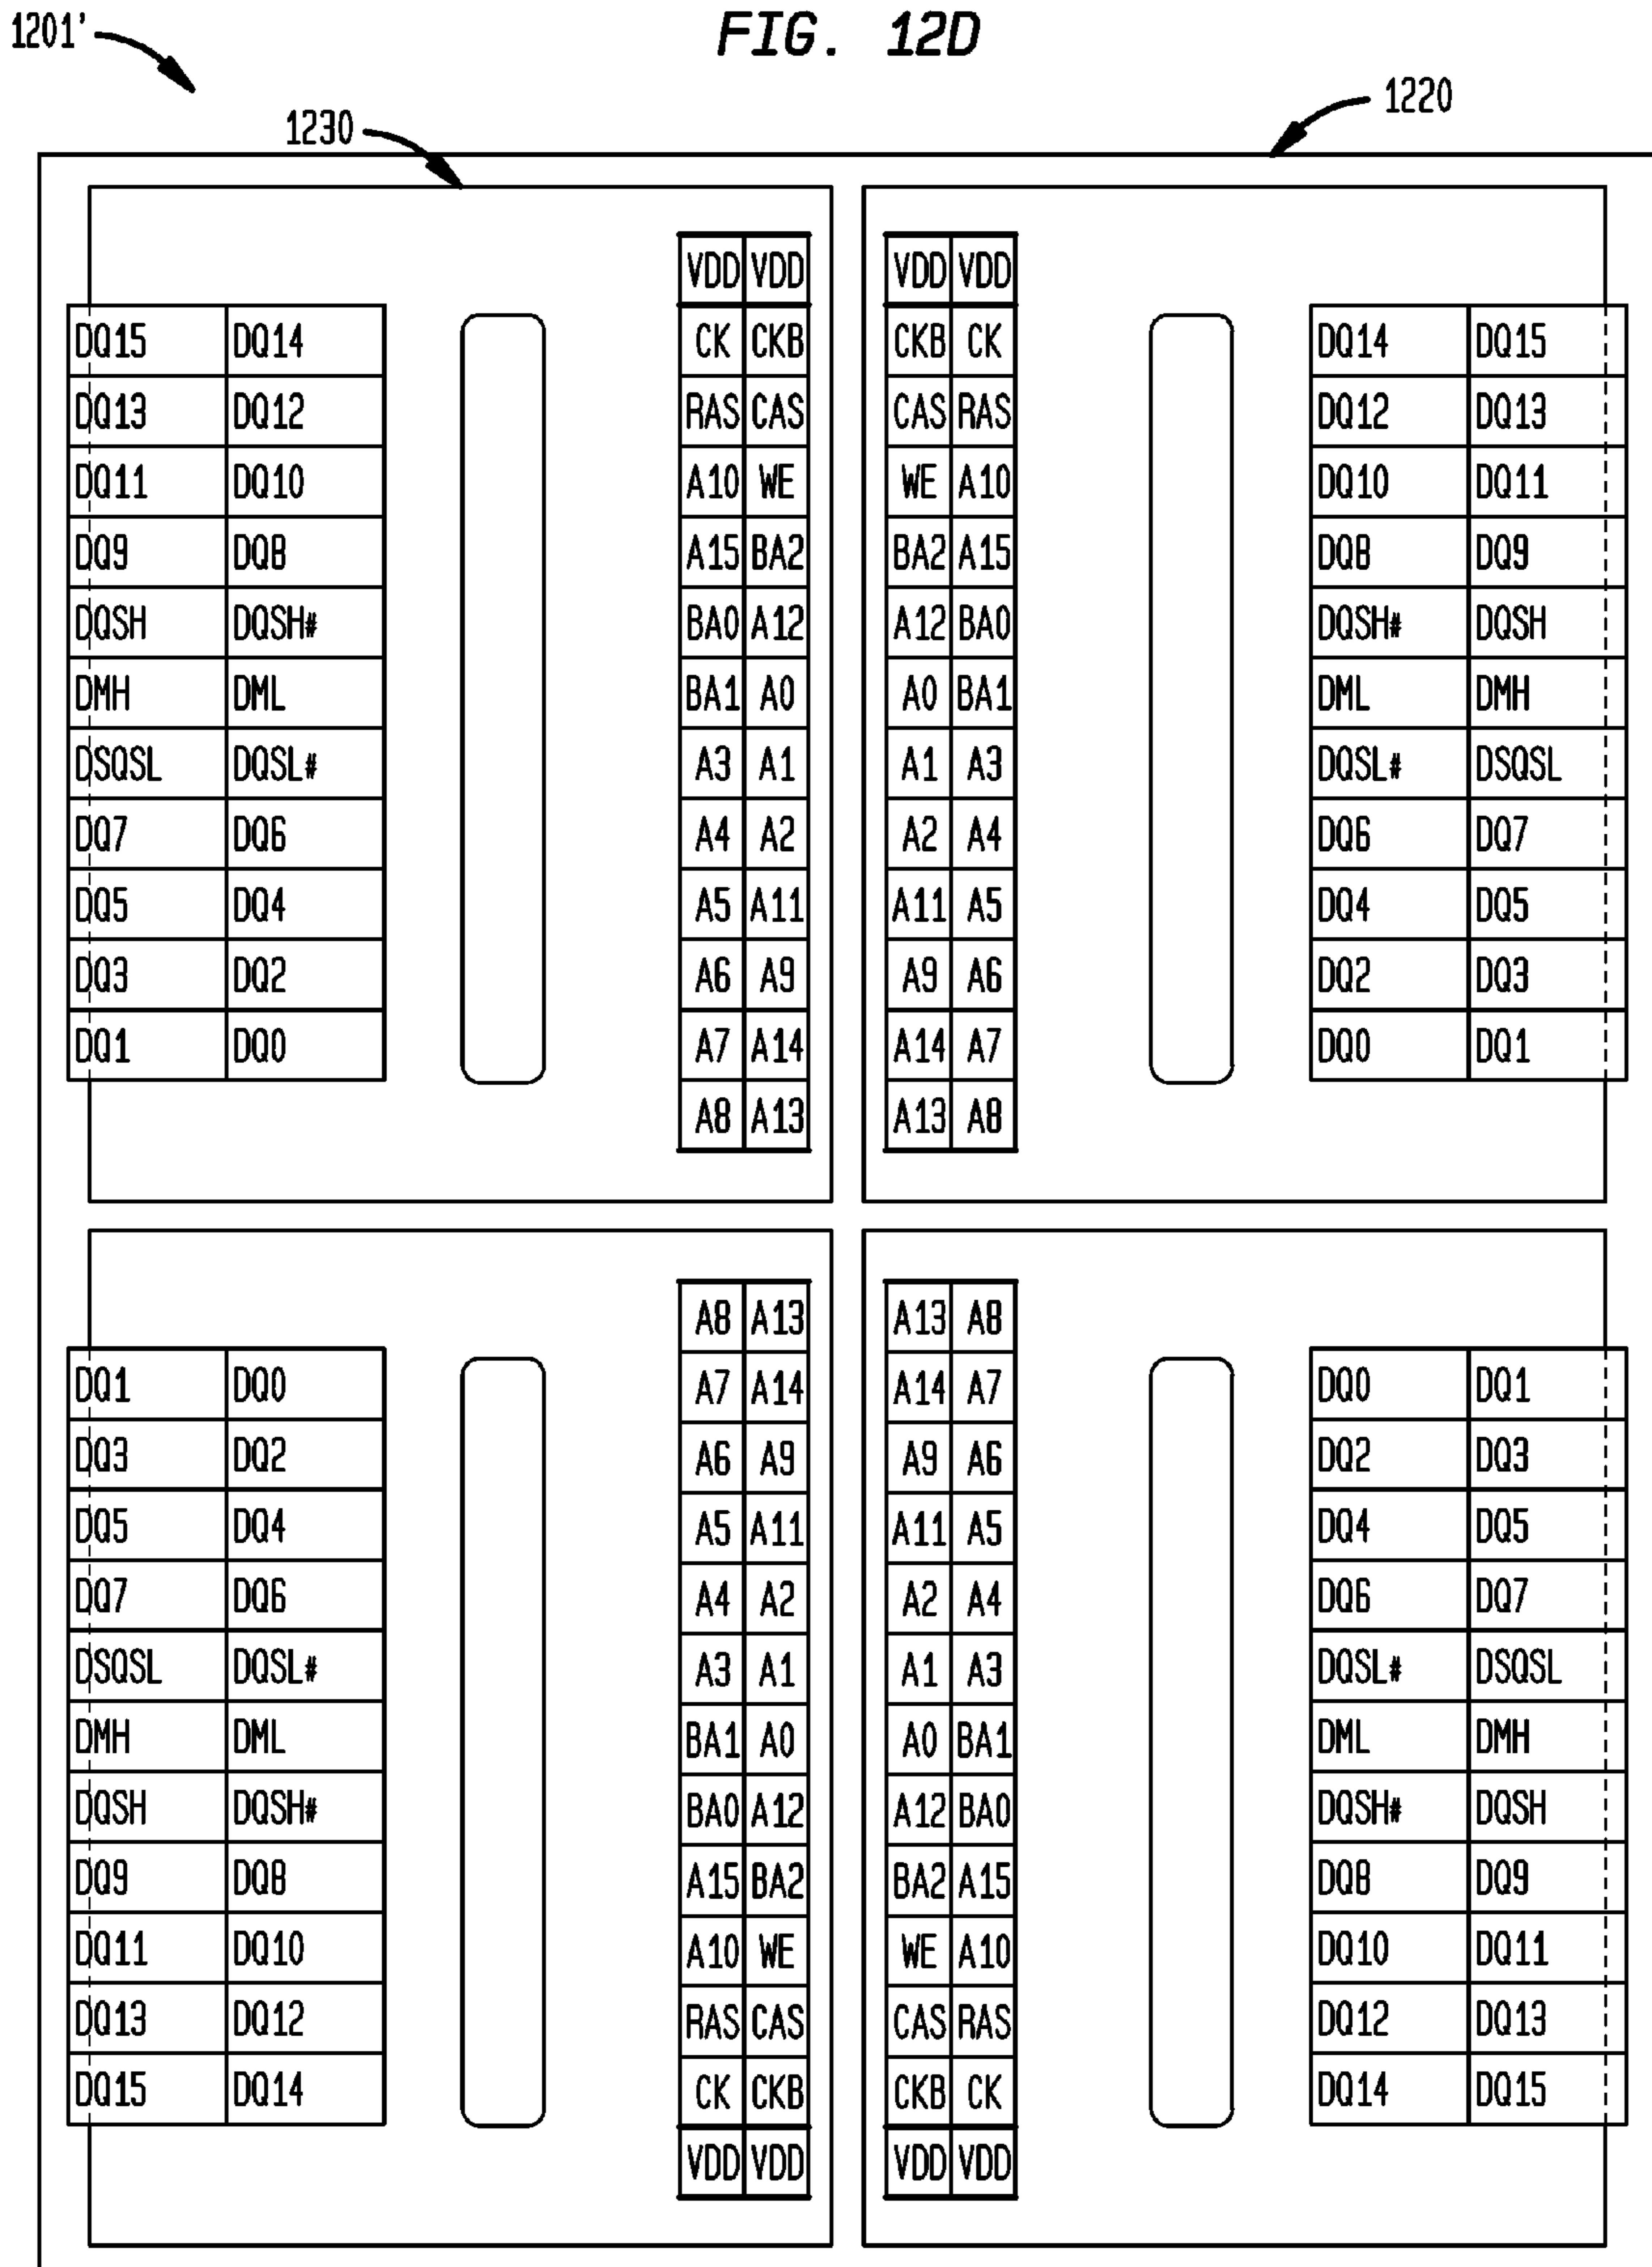 FIG. 12D
1201'
1230
1220
VDD VDD VDD VDD
DQ15 DQ14 CK CKB CKB CK DQ14 DQ15
DQ13 DQ12 RAS CAS CAS RAS DQ12 DQ13
DQ11 DQ10 A10 WE WE A10 DQ10 DQ11
DQ9 DQ8 A15 BA2 BA2 A15 DQ8 DQ9
DQSH DQSH# BA0 A12 A12 BA0 DQSH# DQSH
DMH DML BA1 A0 A0 BA1 DML DMH
DSQSL DQSL# A3 A1 A1 A3 DQSL# DSQSL
DQ7 DQ6 A4 A2 A2 A4 DQ6 DQ7
DQ5 DQ4 A5 A11 A11 A5 DQ4 DQ5
DQ3 DQ2 A6 A9 A9 A6 DQ2 DQ3
DQ1 DQ0 A7 A14 A14 A7 DQ0 DQ1
A8 A13 A13 A8
A8 A13 A13 A8
DQ1 DQ0 A7 A14 A14 A7 DQ0 DQ1
DQ3 DQ2 A6 A9 A9 A6 DQ2 DQ3
DQ5 DQ4 A5 A11 A11 A5 DQ4 DQ5
DQ7 DQ6 A4 A2 A2 A4 DQ6 DQ7
DSQSL DQSL# A3 A1 A1 A3 DQSL# DSQSL
DMH DML BA1 A0 A0 BA1 DML DMH
DQSH DQSH# BA0 A12 A12 BA0 DQSH# DQSH
DQ9 DQ8 A15 BA2 BA2 A15 DQ8 DQ9
DQ11 DQ10 A10 WE WE A10 DQ10 DQ11
DQ13 DQ12 RAS CAS CAS RAS DQ12 DQ13
DQ15 DQ14 CK CKB CKB CK DQ14 DQ15
VDD VDD VDD VDD